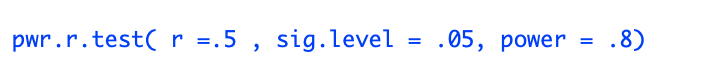 pwr.r.test( r =.5 , sig.level = .05, power = .8)